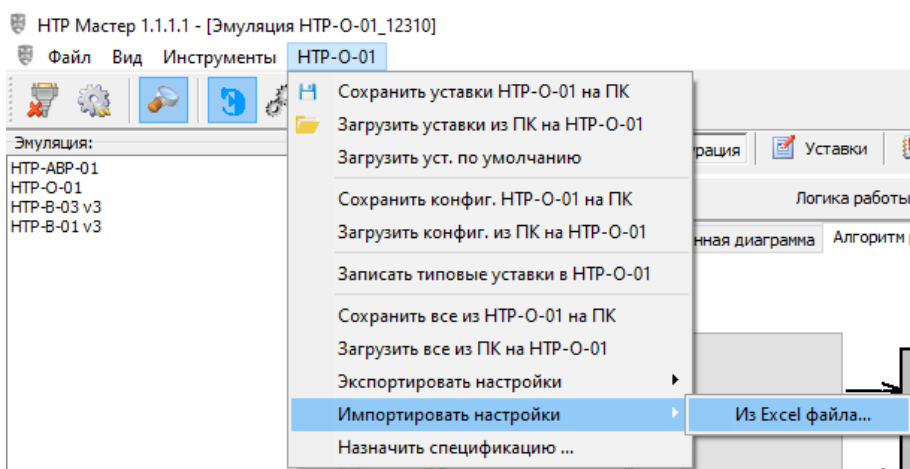 НТР Мастер 1.1.1.1 - [Эмуляция НТР-О-01_12310]
Файл Вид Инструменты НТР-О-01
Эмуляция:
НТР-АВР-01
НТР-О-01
НТР-В-03 v3
НТР-В-01 v3
Сохранить уставки НТР-О-01 на ПК
Загрузить уставки из ПК на НТР-О-01
Загрузить уст. по умолчанию
Сохранить конфиг. НТР-О-01 на ПК
Загрузить конфиг. из ПК на НТР-О-01
Записать типовые уставки в НТР-О-01
Сохранить все из НТР-О-01 на ПК
Загрузить все из ПК на НТР-О-01
Экспортировать настройки
Импортировать настройки
Назначить спецификацию ...
Из Excel файла...
рация Уставки
Логика работы
нная диаграмма Алгоритм